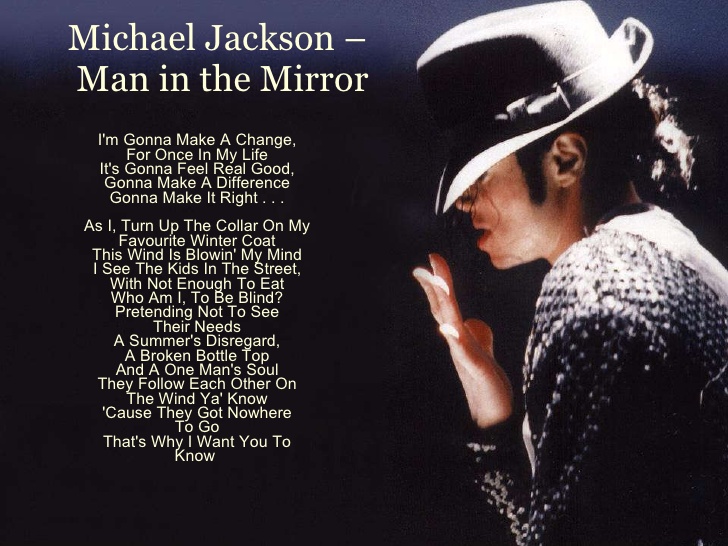 Michael Jackson –
Man in the Mirror
I'm Gonna Make A Change,
For Once In My Life
It's Gonna Feel Real Good,
Gonna Make A Difference
Gonna Make It Right . . .
As I, Turn Up The Collar On My
Favourite Winter Coat
This Wind Is Blowin' My Mind
I See The Kids In The Street,
With Not Enough To Eat
Who Am I, To Be Blind?
Pretending Not To See
Their Needs
A Summer's Disregard,
A Broken Bottle Top
And A One Man's Soul
They Follow Each Other On
The Wind Ya' Know
'Cause They Got Nowhere
To Go
That's Why I Want You To
Know